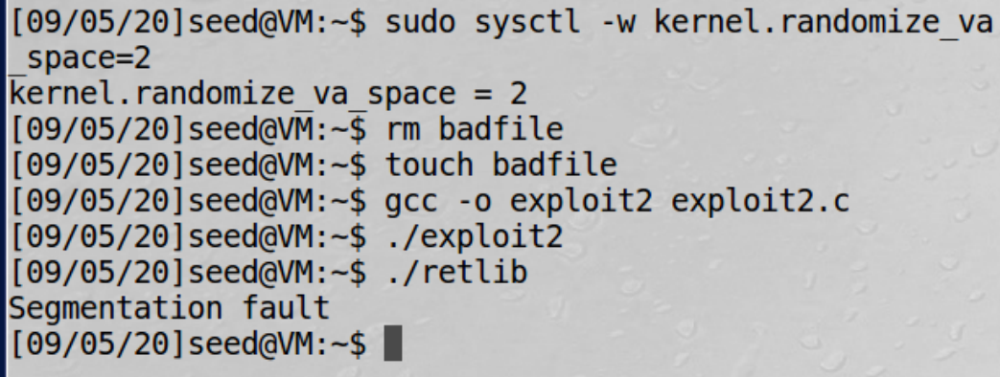 [09/05/20]seed@VM:~$ sudo sysctl -w kernel.randomize_va
_space=2
kernel.randomize_va_space = 2
[09/05/20]seed@VM:~$ rm badfile
[09/05/20]seed@VM:~$ touch badfile
[09/05/20]seed@VM:~$ gcc -o exploit2 exploit2.c
[09/05/20]seed@VM:~$ ./exploit2
[09/05/20]seed@VM:~$ ./retlib
Segmentation fault
[09/05/20]seed@VM:~$